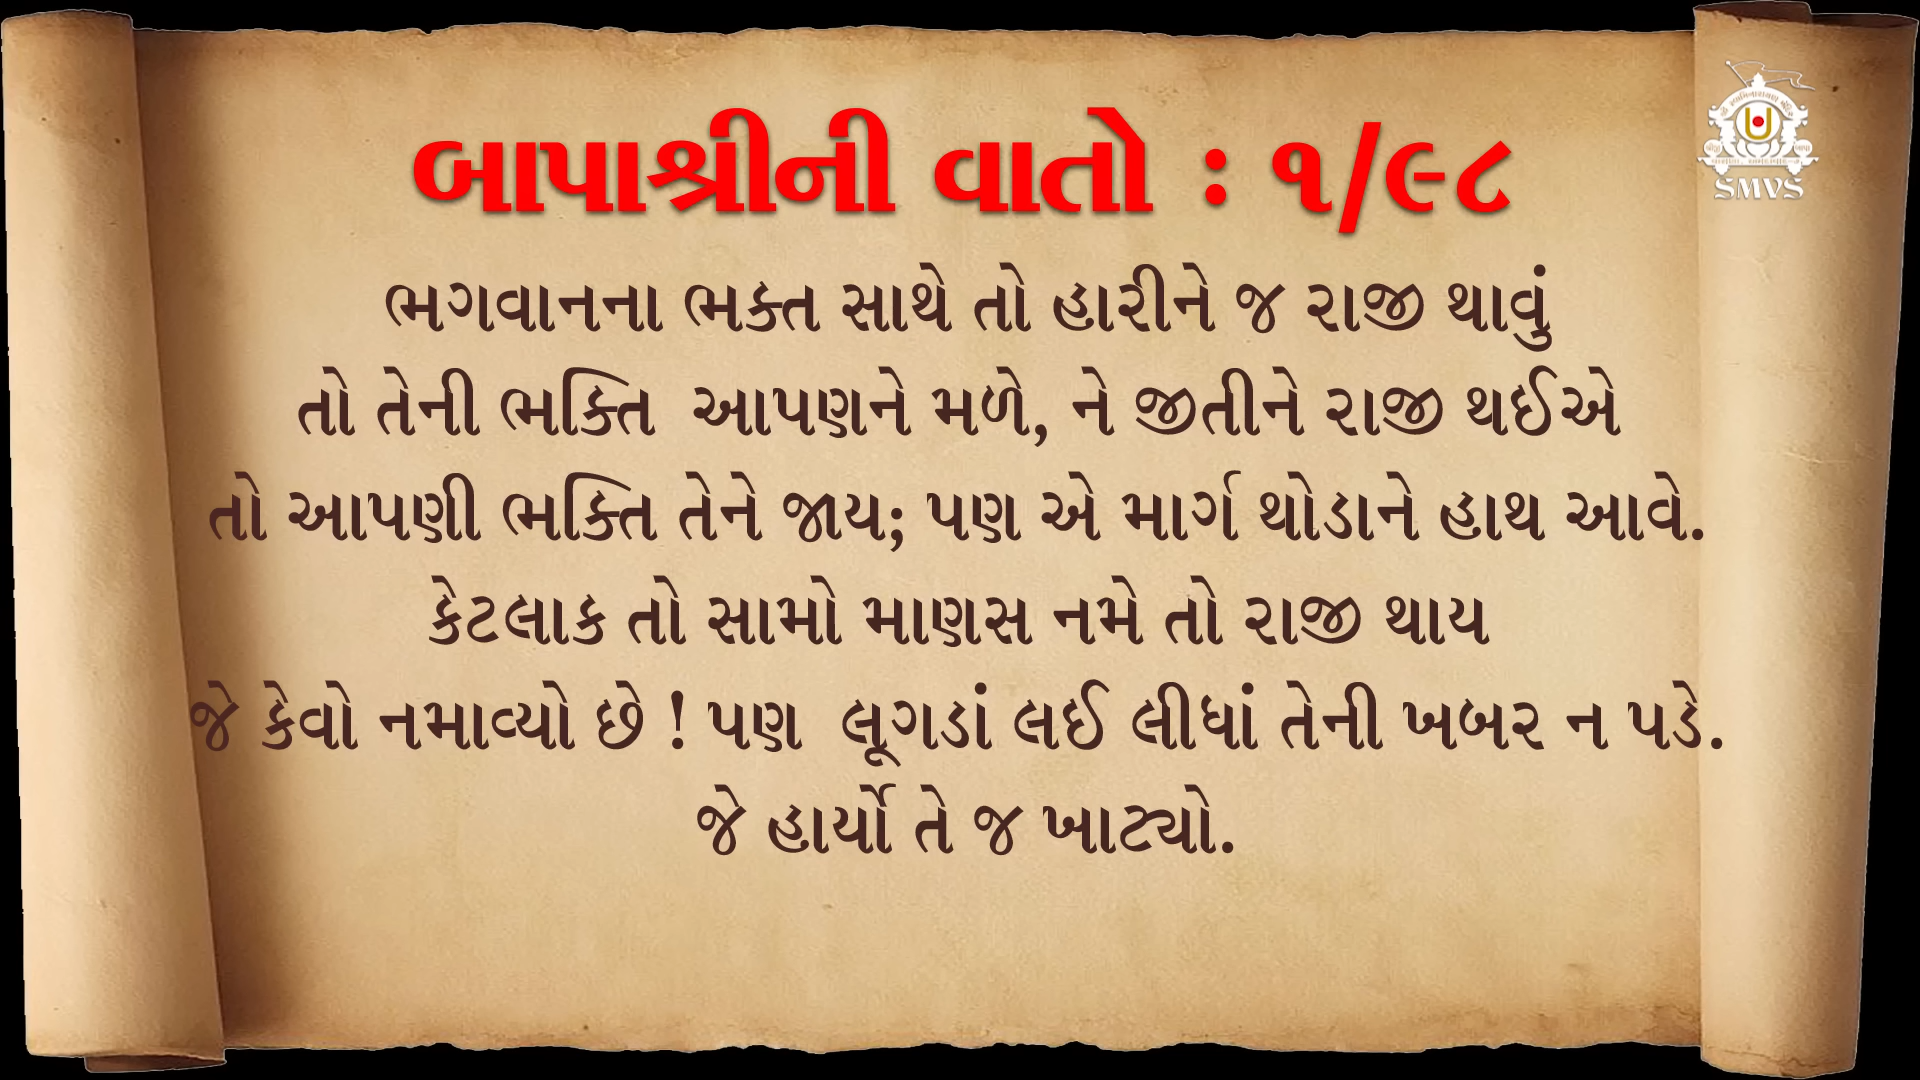 બાપાશ્રીની વાતો : ૧/૯૮
ભગવાનના ભક્ત સાથે તો હારીને જ રાજી થાવું
તો તેની ભક્તિ આપણને મળે, ને જીતીને રાજી થઈએ
તો આપણી ભક્તિ તેને જાય; પણ એ માર્ગ થોડાને હાથ આવે.
કેટલાક તો સામો માણસ નમે તો રાજી થાય
જે કેવો નમાવ્યો છે ! પણ લૂગડાં લઈ લીધાં તેની ખબર ન પડે.
જે હાર્યો તે જ ખાટ્યો.
SMVS